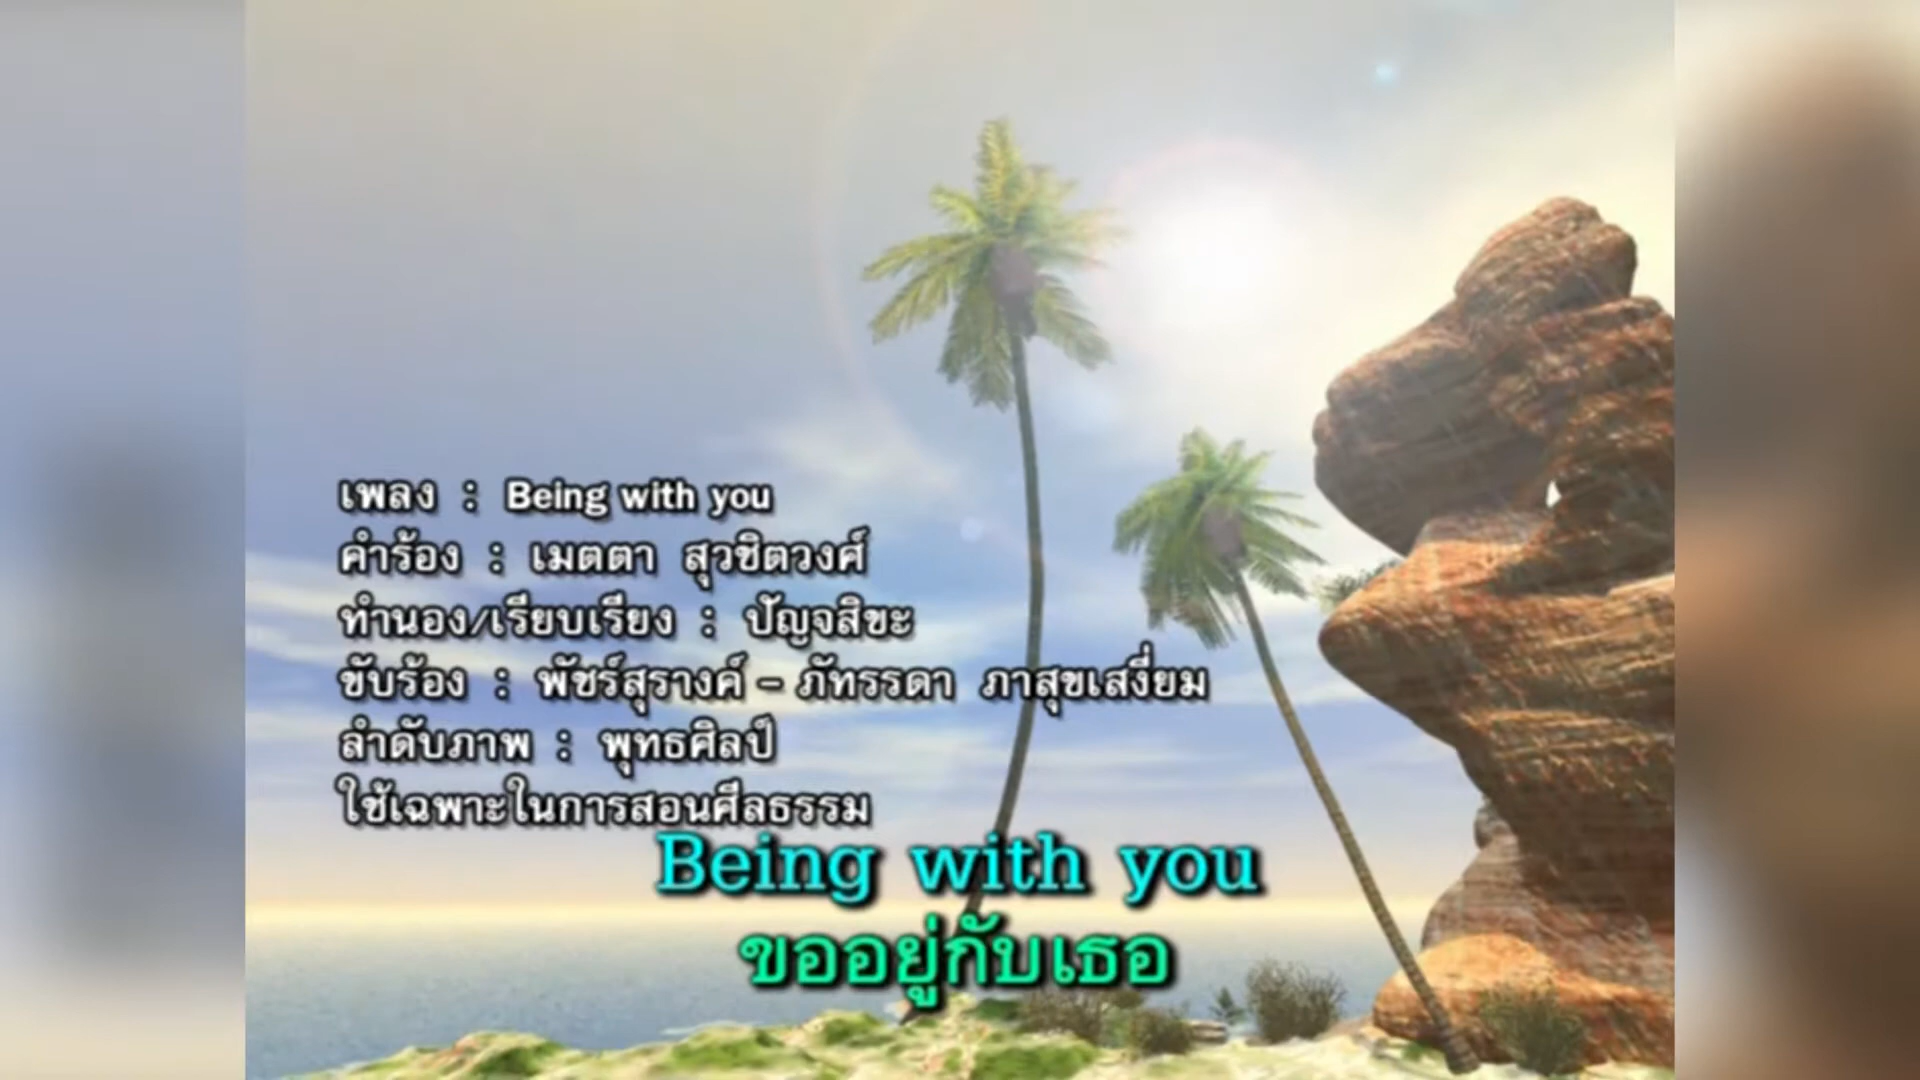 เพลง : Being with you
คำร้อง : เมตตา สุวชิตวงศ์
ทำนอง/เรียบเรียง : ปัญจสิขะ
ขับร้อง : พัชร์สุรางค์ - ภัทรรดา ภาสุขเสงี่ยม
ลำดับภาพ : พุทธศิลป์
ใช้เฉพาะในการสอนศีลธรรม
Being with you
ขออยู่กับเธอ